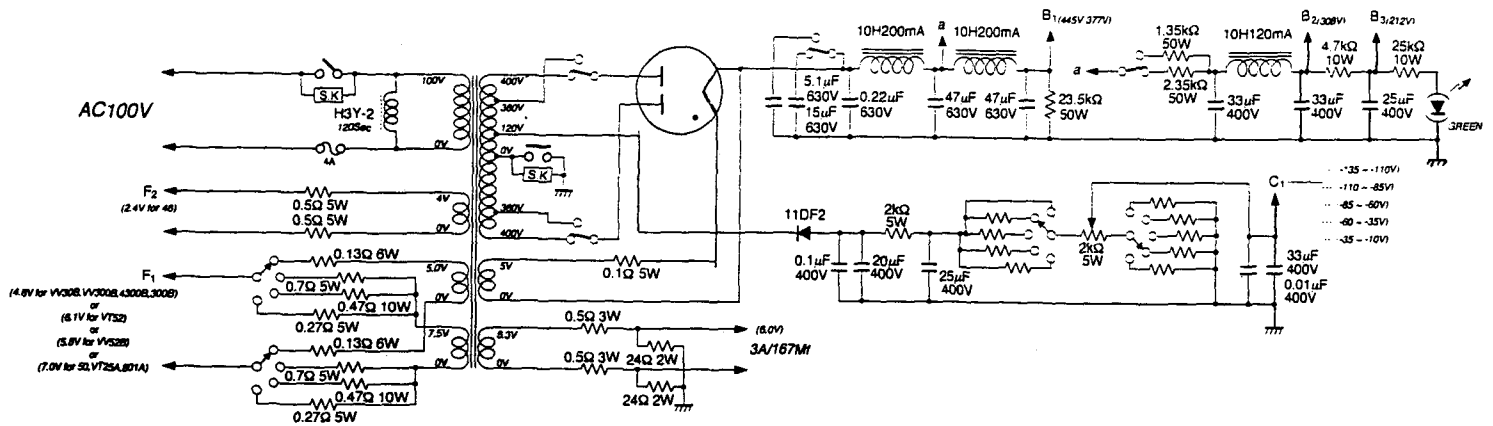 AC100V
S.K
H3Y-2
120Sec
4A
100V
0V
400V
360V
120V
0V
S.K
360V
400V
F2
(2.4V for 46)
0.5Ω 5W
0.5Ω 5W
4V
0V
F1
(4.8V for VV30B,VV300B,4300B,300B)
or
(6.1V for VT52)
or
(5.8V for VV52B)
or
(7.0V for 50,VT25A,801A)
0.13Ω 6W
0.7Ω 5W
0.47Ω 10W
0.27Ω 5W
0.13Ω 6W
0.7Ω 5W
0.47Ω 10W
0.27Ω 5W
5.0V
0V
7.5V
0V
5V
0V
0.1Ω 5W
6.3V
0V
0.5Ω 3W
0.5Ω 3W
24Ω 2W
24Ω 2W
(6.0V)
3A/167M1
10H200mA
a
10H200mA
B1(445V 377V)
5.1μF
630V
15μF
630V
0.22μF
630V
47μF
630V
47μF
630V
23.5kΩ
50W
a
1.35kΩ
50W
2.35kΩ
50W
10H120mA
B2(308V)
4.7kΩ
10W
B3(212V)
25kΩ
10W
33μF
400V
33μF
400V
25μF
400V
GREEN
11DF2
2kΩ
5W
0.1μF
400V
20μF
400V
25μF
400V
2kΩ
5W
C1
-135 ~ -110V)
-110 ~ -85V)
-85 ~ -60V)
-60 ~ -35V)
-35 ~ -10V)
33μF
400V
0.01μF
400V